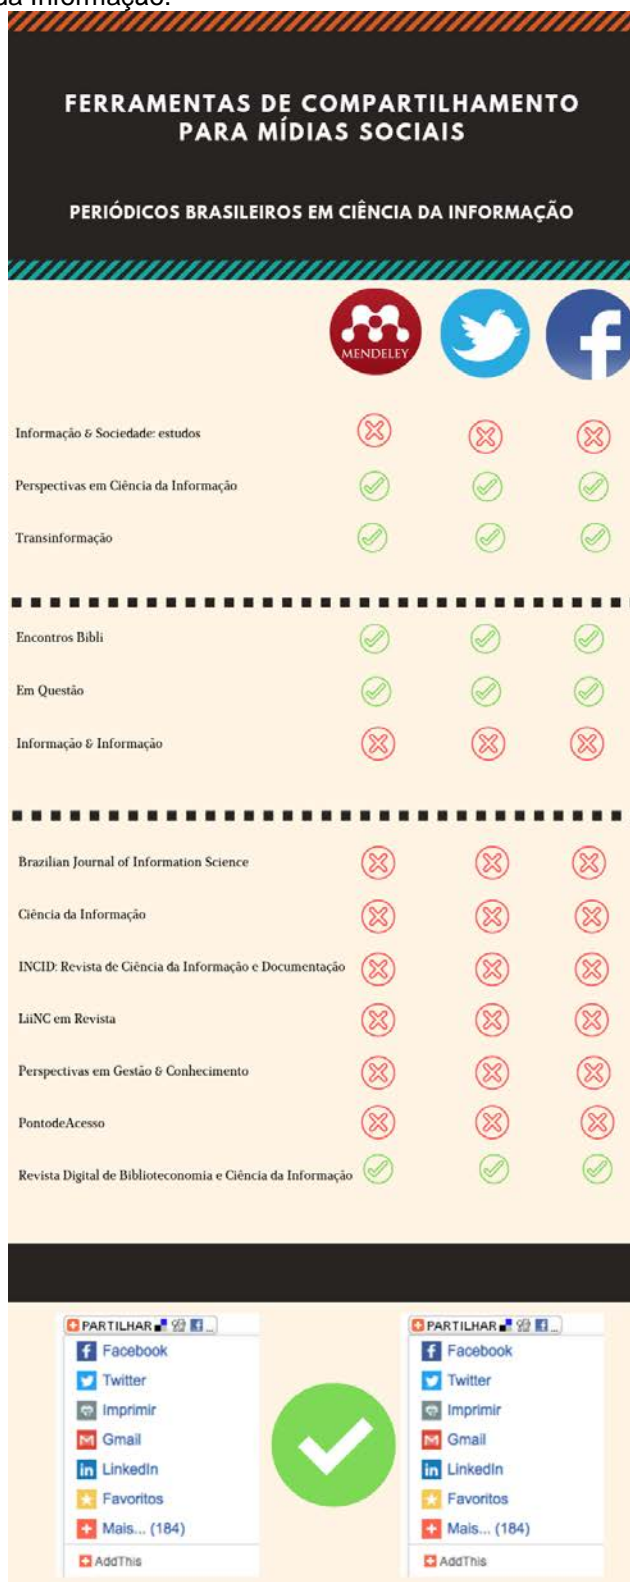 da Informação.
FERRAMENTAS DE COMPARTILHAMENTO
PARA MÍDIAS SOCIAIS
PERIÓDICOS BRASILEIROS EM CIÊNCIA DA INFORMAÇÃO
MENDELEY
Informação & Sociedade: estudos
Perspectivas em Ciência da Informação
Transinformação
Encontros Bibli
Em Questão
Informação & Informação
Brazilian Journal of Information Science
Ciência da Informação
INCID: Revista de Ciência da Informação e Documentação
LiiNC em Revista
Perspectivas em Gestão & Conhecimento
PontodeAcesso
Revista Digital de Biblioteconomia e Ciência da Informação
PARTILHAR ...
Facebook
Twitter
Imprimir
Gmail
LinkedIn
Favoritos
Mais... (184)
AddThis
PARTILHAR ...
Facebook
Twitter
Imprimir
Gmail
LinkedIn
Favoritos
Mais... (184)
AddThis